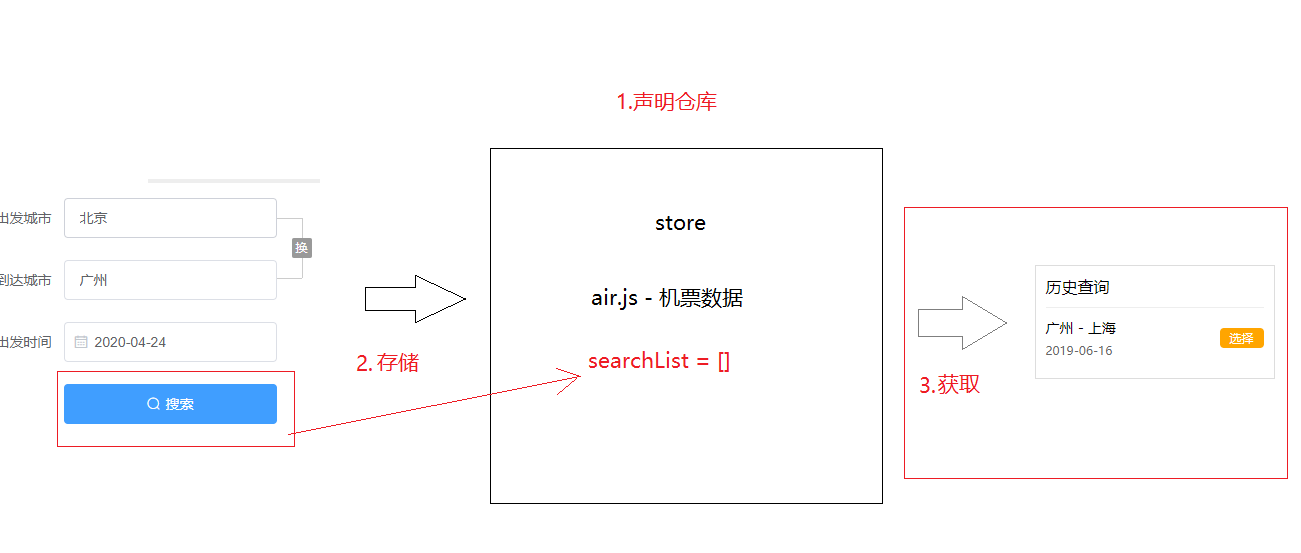 1.声明仓库
出发城市
北京
换
到达城市
广州
出发时间
2020-04-24
搜索
2. 存储
store
air.js - 机票数据
searchList = []
3.获取
历史查询
广州 - 上海
2019-06-16
选择